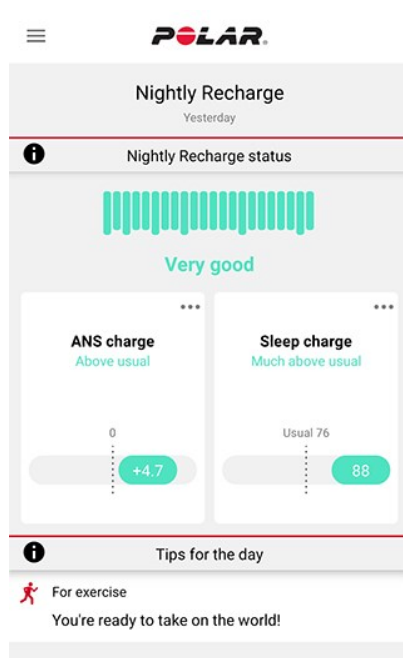 POLAR.
Nightly Recharge
Yesterday
Nightly Recharge status
Very good
ANS charge
Above usual
0
+4.7
Sleep charge
Much above usual
Usual 76
88
Tips for the day
For exercise
You're ready to take on the world!